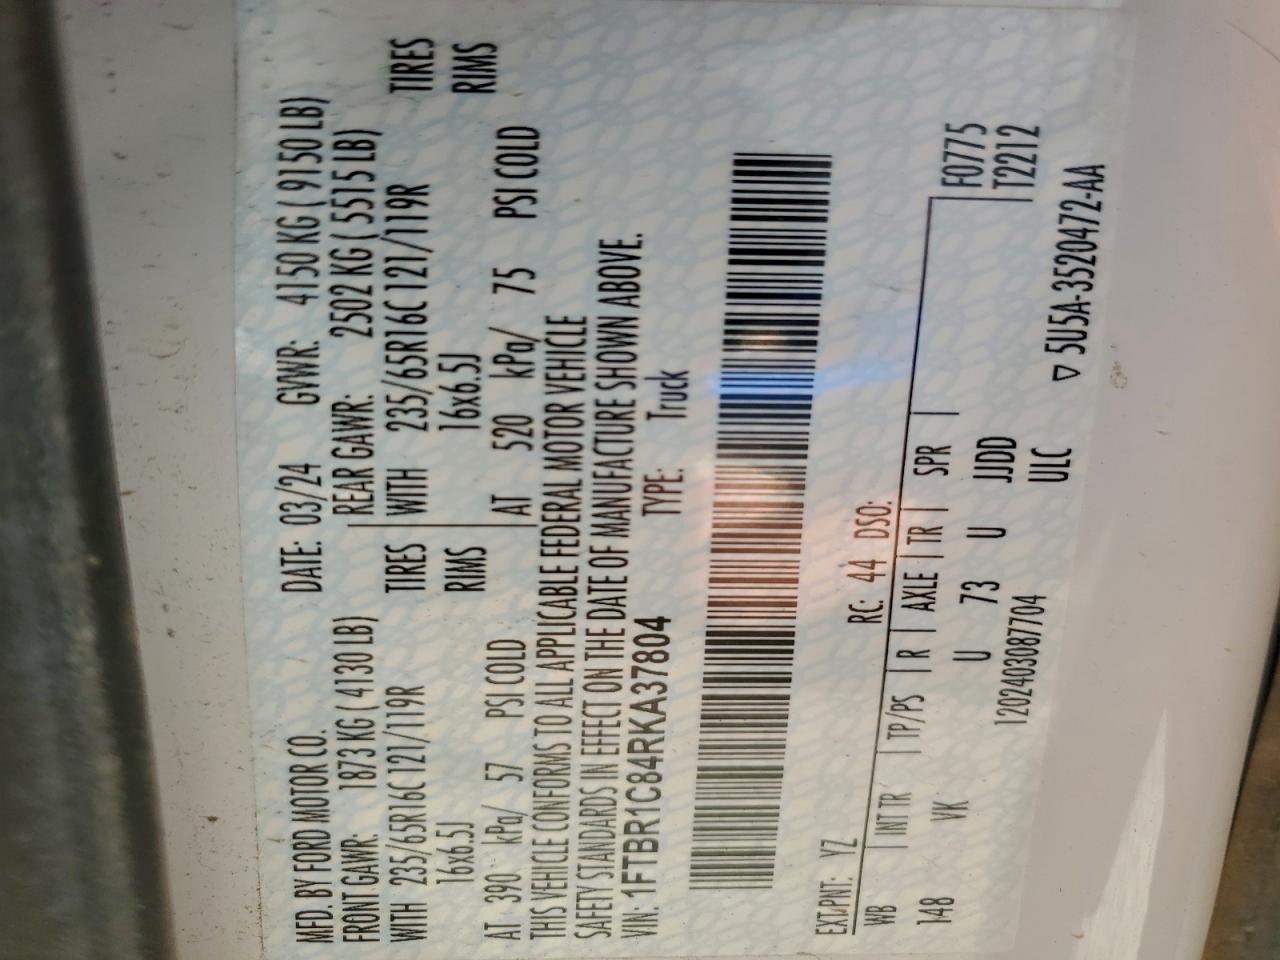 MFD. BY FORD MOTOR CO. DATE: 03/24 GVWR: 4150 KG ( 9150 LB)
FRONT GAWR: 1873 KG ( 4130 LB) REAR GAWR: 2502 KG ( 5515 LB)
WITH 235/65R16C 121/119R TIRES WITH 235/65R16C 121/119R TIRES
16x6.5J RIMS 16x6.5J RIMS
AT 390 kPa/ 57 PSI COLD AT 520 kPa/ 75 PSI COLD
THIS VEHICLE CONFORMS TO ALL APPLICABLE FEDERAL MOTOR VEHICLE
SAFETY STANDARDS IN EFFECT ON THE DATE OF MANUFACTURE SHOWN ABOVE.
VIN: 1FTBR1C84RKA37804 TYPE: Truck
EXT PNT: YZ RC: 44 DSO:
WB INT TR TP/PS R AXLE TR SPR F0775
148 VK U 73 U JJDD T2212
1202403087704 ULC
▽ 5U5A-3520472-AA